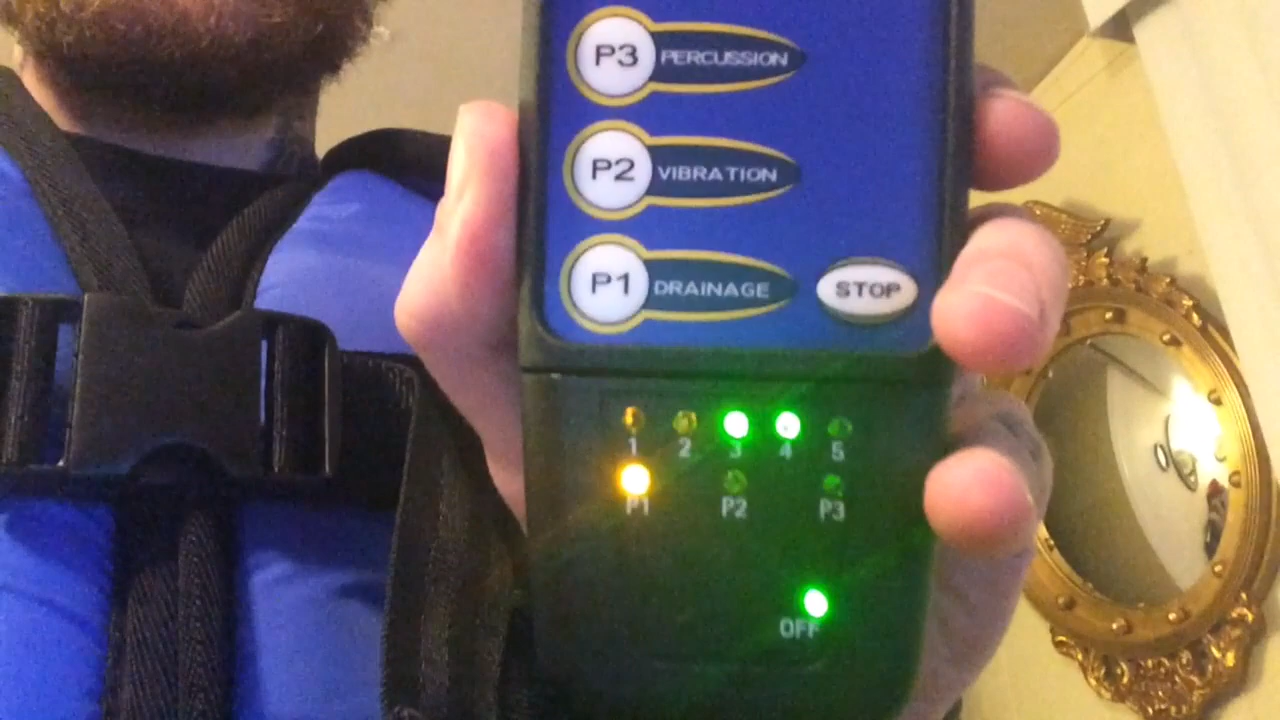 P3 PERCUSSION
P2 VIBRATION
P1 DRAINAGE STOP
1 2 3 4 5
P1 P2 P3
OFF